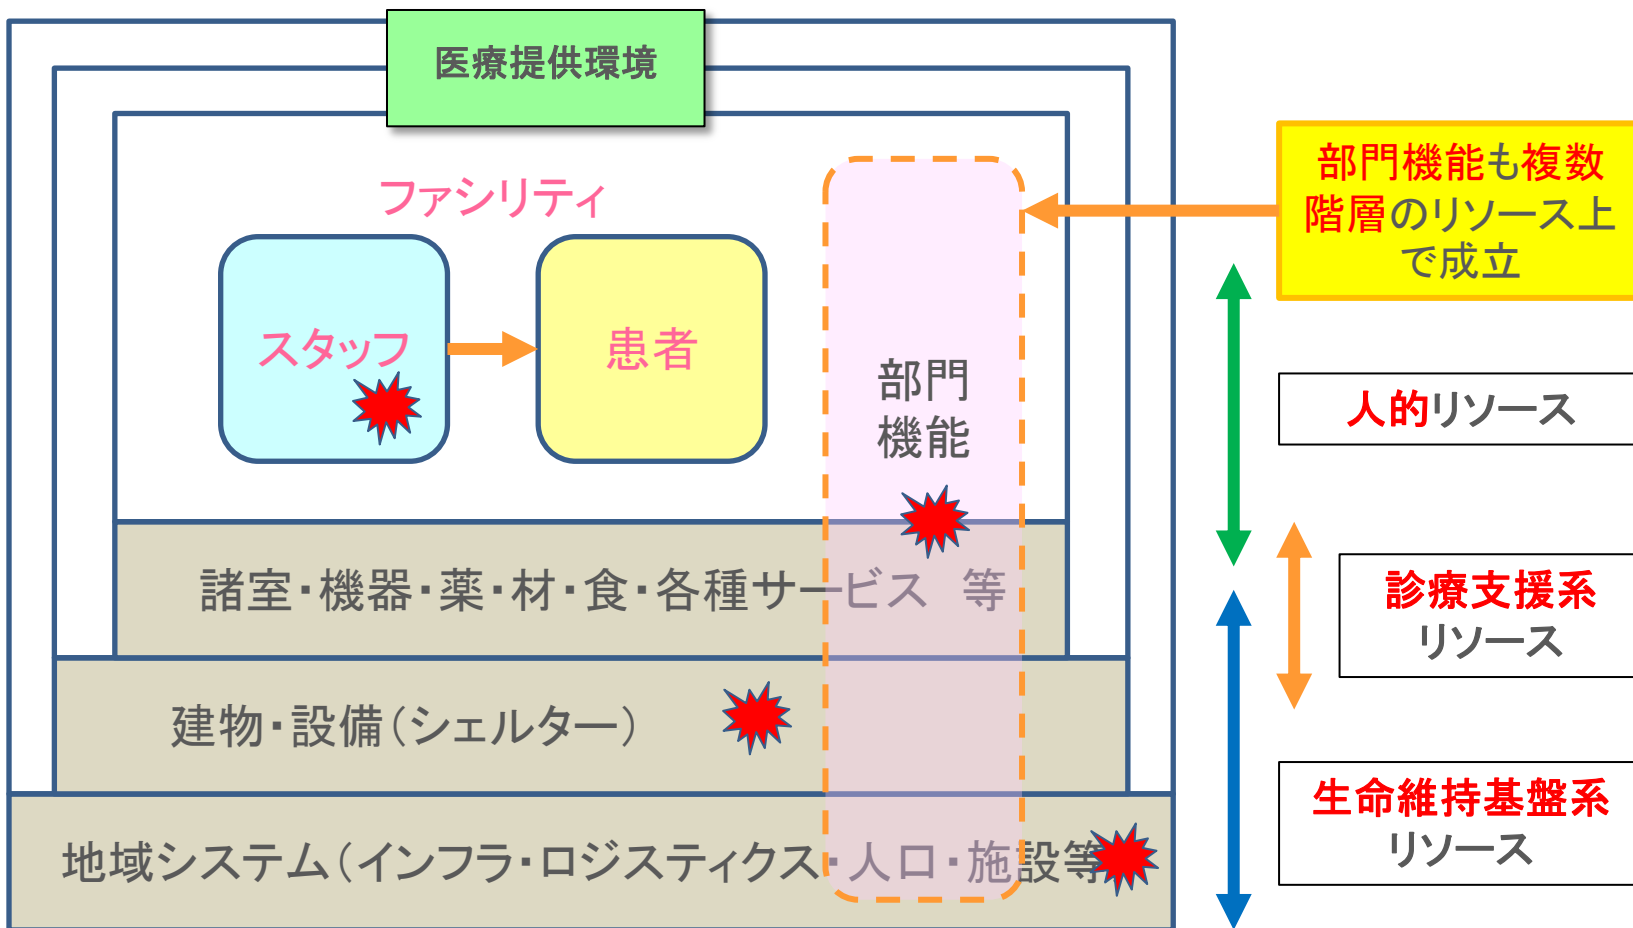 医療提供環境
ファシリティ
スタッフ
患者
部門
機能
諸室・機器・薬・材・食・各種サービス 等
建物・設備(シェルター)
地域システム(インフラ・ロジスティクス・人口・施設等
部門機能も複数
階層のリソース上
で成立
人的リソース
診療支援系
リソース
生命維持基盤系
リソース